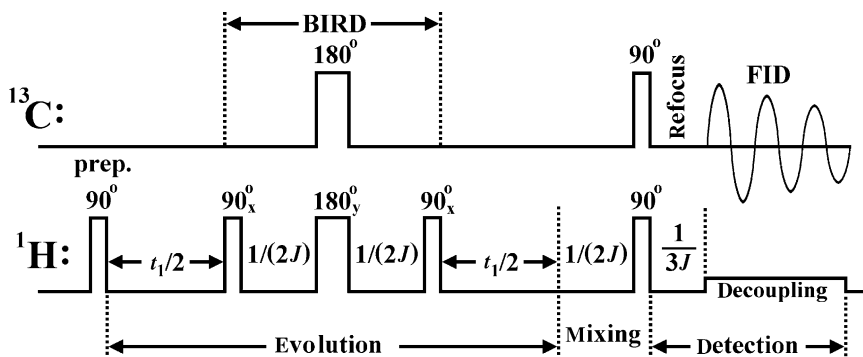 BIRD
180°
90°
¹³C:
Refocus
FID
prep.
90°
90°ₓ
180°ᵧ
90°ₓ
90°
¹H:
t₁/2
1/(2J)
1/(2J)
t₁/2
1/(2J)
1/3J
Decoupling
Evolution
Mixing
Detection